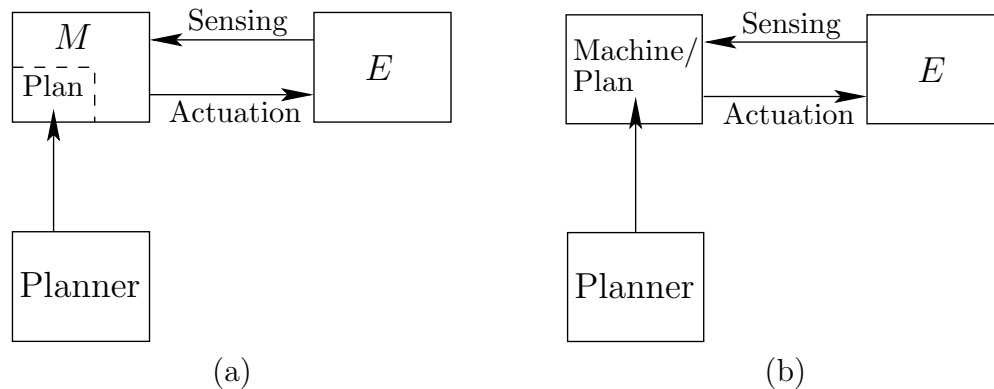 M
Plan
Sensing
Actuation
E
Planner
(a)
Machine/
Plan
Sensing
Actuation
E
Planner
(b)